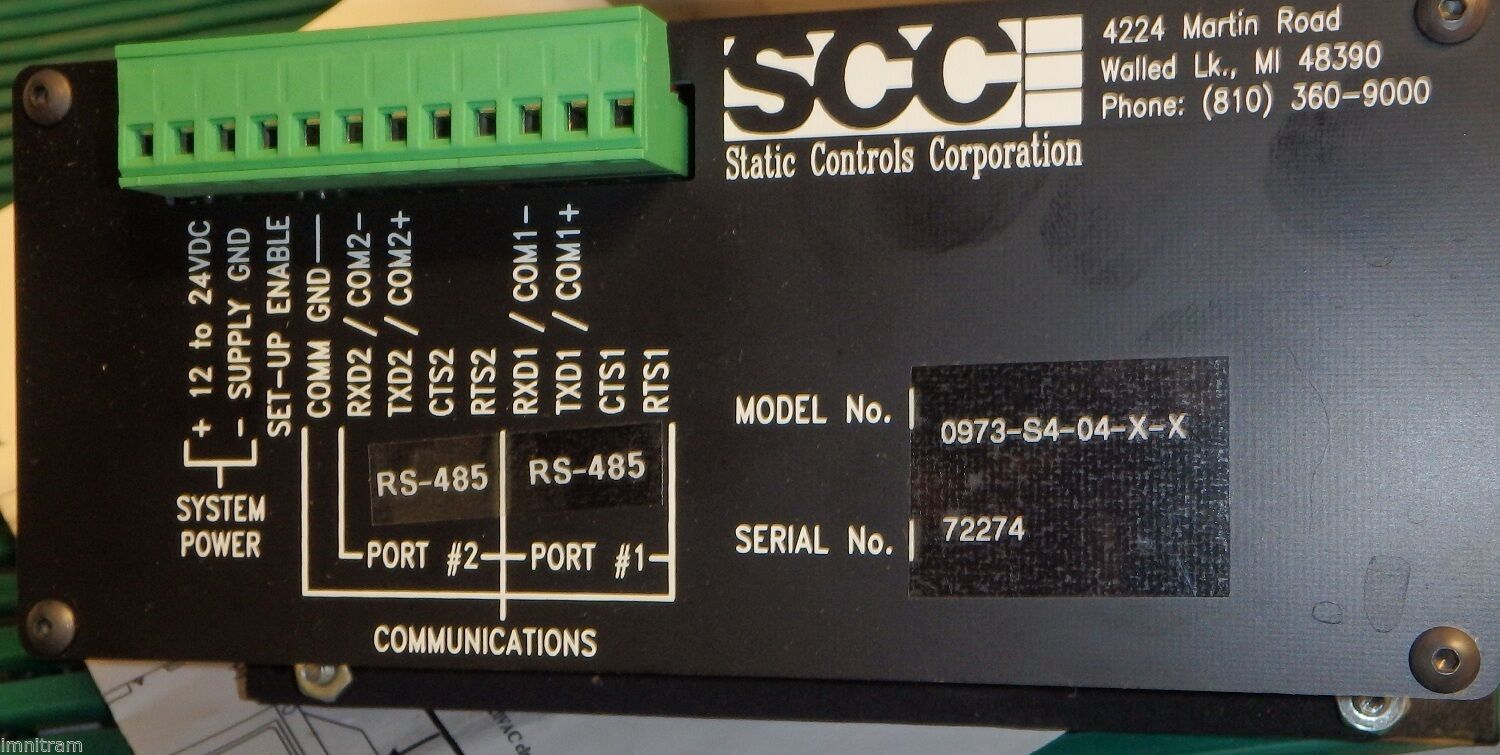 SCC
Static Controls Corporation
4224 Martin Road
Walled Lk., MI 48390
Phone: (810) 360-9000
+ 12 to 24VDC
- SUPPLY GND
SET-UP ENABLE
COMM GND
RXD2 / COM2-
TXD2 / COM2+
CTS2
RTS2
RXD1 / COM1-
TXD1 / COM1+
CTS1
RTS1
SYSTEM
POWER
RS-485
RS-485
PORT #2
PORT #1
COMMUNICATIONS
MODEL No.
0973-S4-04-X-X
SERIAL No.
72274
imnitram